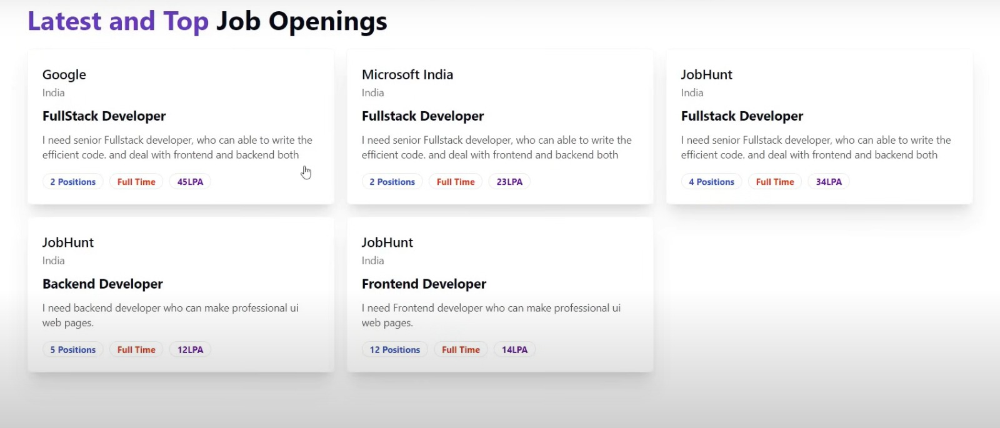 Latest and Top Job Openings
Google
India
FullStack Developer
I need senior Fullstack developer, who can able to write the
efficient code. and deal with frontend and backend both
2 Positions Full Time 45LPA
Microsoft India
India
Fullstack Developer
I need senior Fullstack developer, who can able to write the
efficient code. and deal with frontend and backend both
2 Positions Full Time 23LPA
JobHunt
India
Fullstack Developer
I need senior Fullstack developer, who can able to write the
efficient code. and deal with frontend and backend both
4 Positions Full Time 34LPA
JobHunt
India
Backend Developer
I need backend developer who can make professional ui
web pages.
5 Positions Full Time 12LPA
JobHunt
India
Frontend Developer
I need Frontend developer who can make professional ui
web pages.
12 Positions Full Time 14LPA